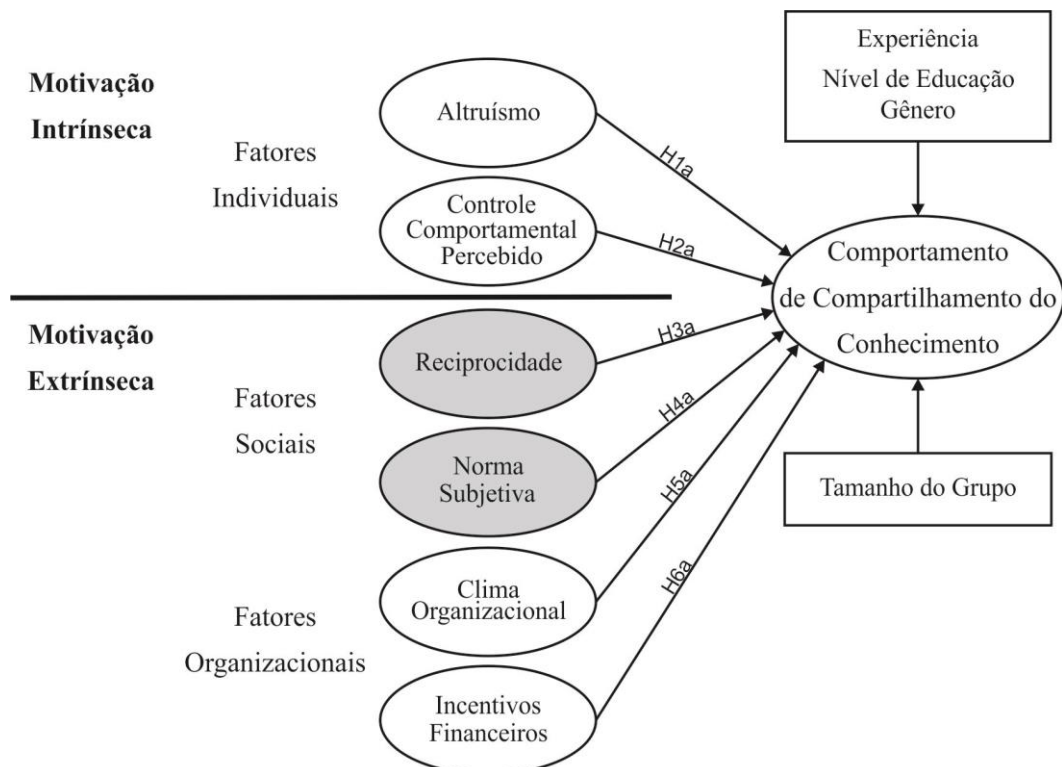 Motivação
Intrínseca
Fatores
Individuais
Altruísmo
Controle
Comportamental
Percebido
H1a
H2a
Experiência
Nível de Educação
Gênero
Comportamento
de Compartilhamento do
Conhecimento
Motivação
Extrínseca
Fatores
Sociais
Reciprocidade
Norma
Subjetiva
H3a
H4a
Tamanho do Grupo
Fatores
Organizacionais
Clima
Organizacional
Incentivos
Financeiros
H5a
H6a